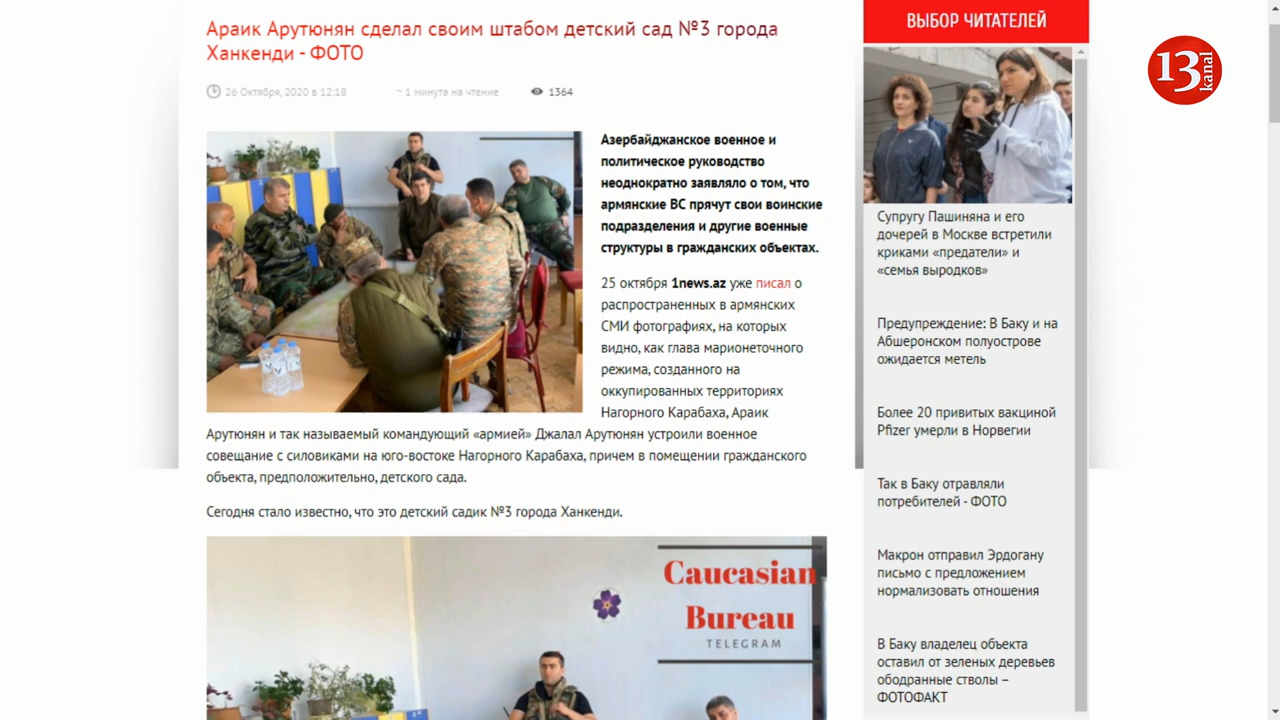 Араик Арутюнян сделал своим штабом детский сад №3 города
Ханкенди - ФОТО
26 Октября, 2020 в 12:18
~ 1 минута на чтение
1364
Азербайджанское военное и
политическое руководство
неоднократно заявляло о том, что
армянские ВС прячут свои воинские
подразделения и другие военные
структуры в гражданских объектах.
25 октября 1news.az уже писал о
распространенных в армянских
СМИ фотографиях, на которых
видно, как глава марионеточного
режима, созданного на
оккупированных территориях
Нагорного Карабаха, Араик
Арутюнян и так называемый командующий «армией» Джалал Арутюнян устроили военное
совещание с силовиками на юго-востоке Нагорного Карабаха, причем в помещении гражданского
объекта, предположительно, детского сада.
Сегодня стало известно, что это детский садик №3 города Ханкенди.
Caucasian
Bureau
TELEGRAM
ВЫБОР ЧИТАТЕЛЕЙ
Супругу Пашиняна и его
дочерей в Москве встретили
криками «предатели» и
«семья выродков»
Предупреждение: В Баку и на
Абшеронском полуострове
ожидается метель
Более 20 привитых вакциной
Pfizer умерли в Норвегии
Так в Баку отравляли
потребителей - ФОТО
Макрон отправил Эрдогану
письмо с предложением
нормализовать отношения
В Баку владелец объекта
оставил от зеленых деревьев
ободранные стволы –
ФОТОФАКТ
13 kanal